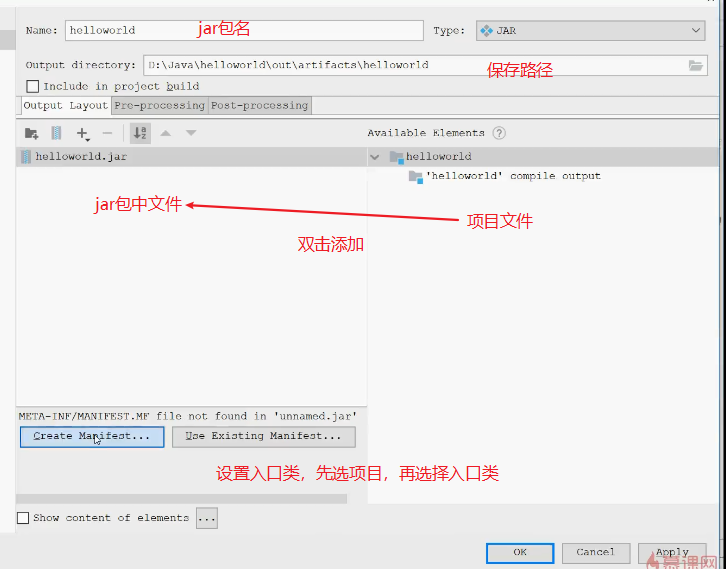 Name: helloworld jar包名 Type: JAR
Output directory: D:\Java\helloworld\out\artifacts\helloworld 保存路径
Include in project build
Output Layout Pre-processing Post-processing
Available Elements ?
helloworld.jar helloworld
'helloworld' compile output
jar包中文件 项目文件
双击添加
META-INF/MANIFEST.MF file not found in 'unnamed.jar'
Create Manifest... Use Existing Manifest...
设置入口类，先选项目，再选择入口类
Show content of elements ...
OK Cancel Apply
慕课网